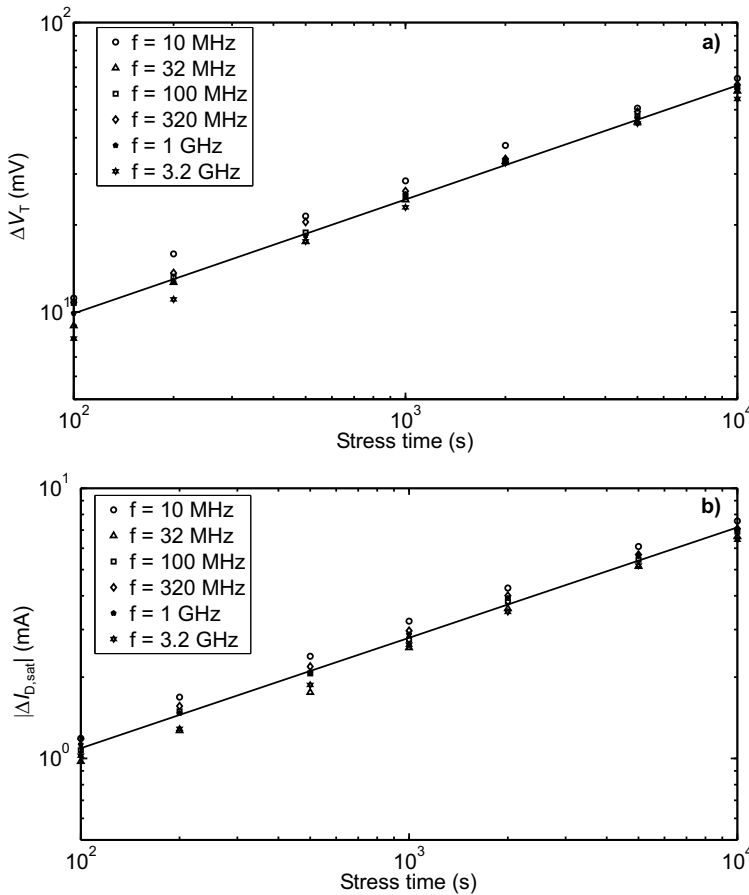 10²
a)
f = 10 MHz
f = 32 MHz
f = 100 MHz
f = 320 MHz
f = 1 GHz
f = 3.2 GHz
ΔV_T (mV)
10¹
10²
10³
10⁴
Stress time (s)
10¹
b)
f = 10 MHz
f = 32 MHz
f = 100 MHz
f = 320 MHz
f = 1 GHz
f = 3.2 GHz
|ΔI_D,sat| (mA)
10⁰
10²
10³
10⁴
Stress time (s)